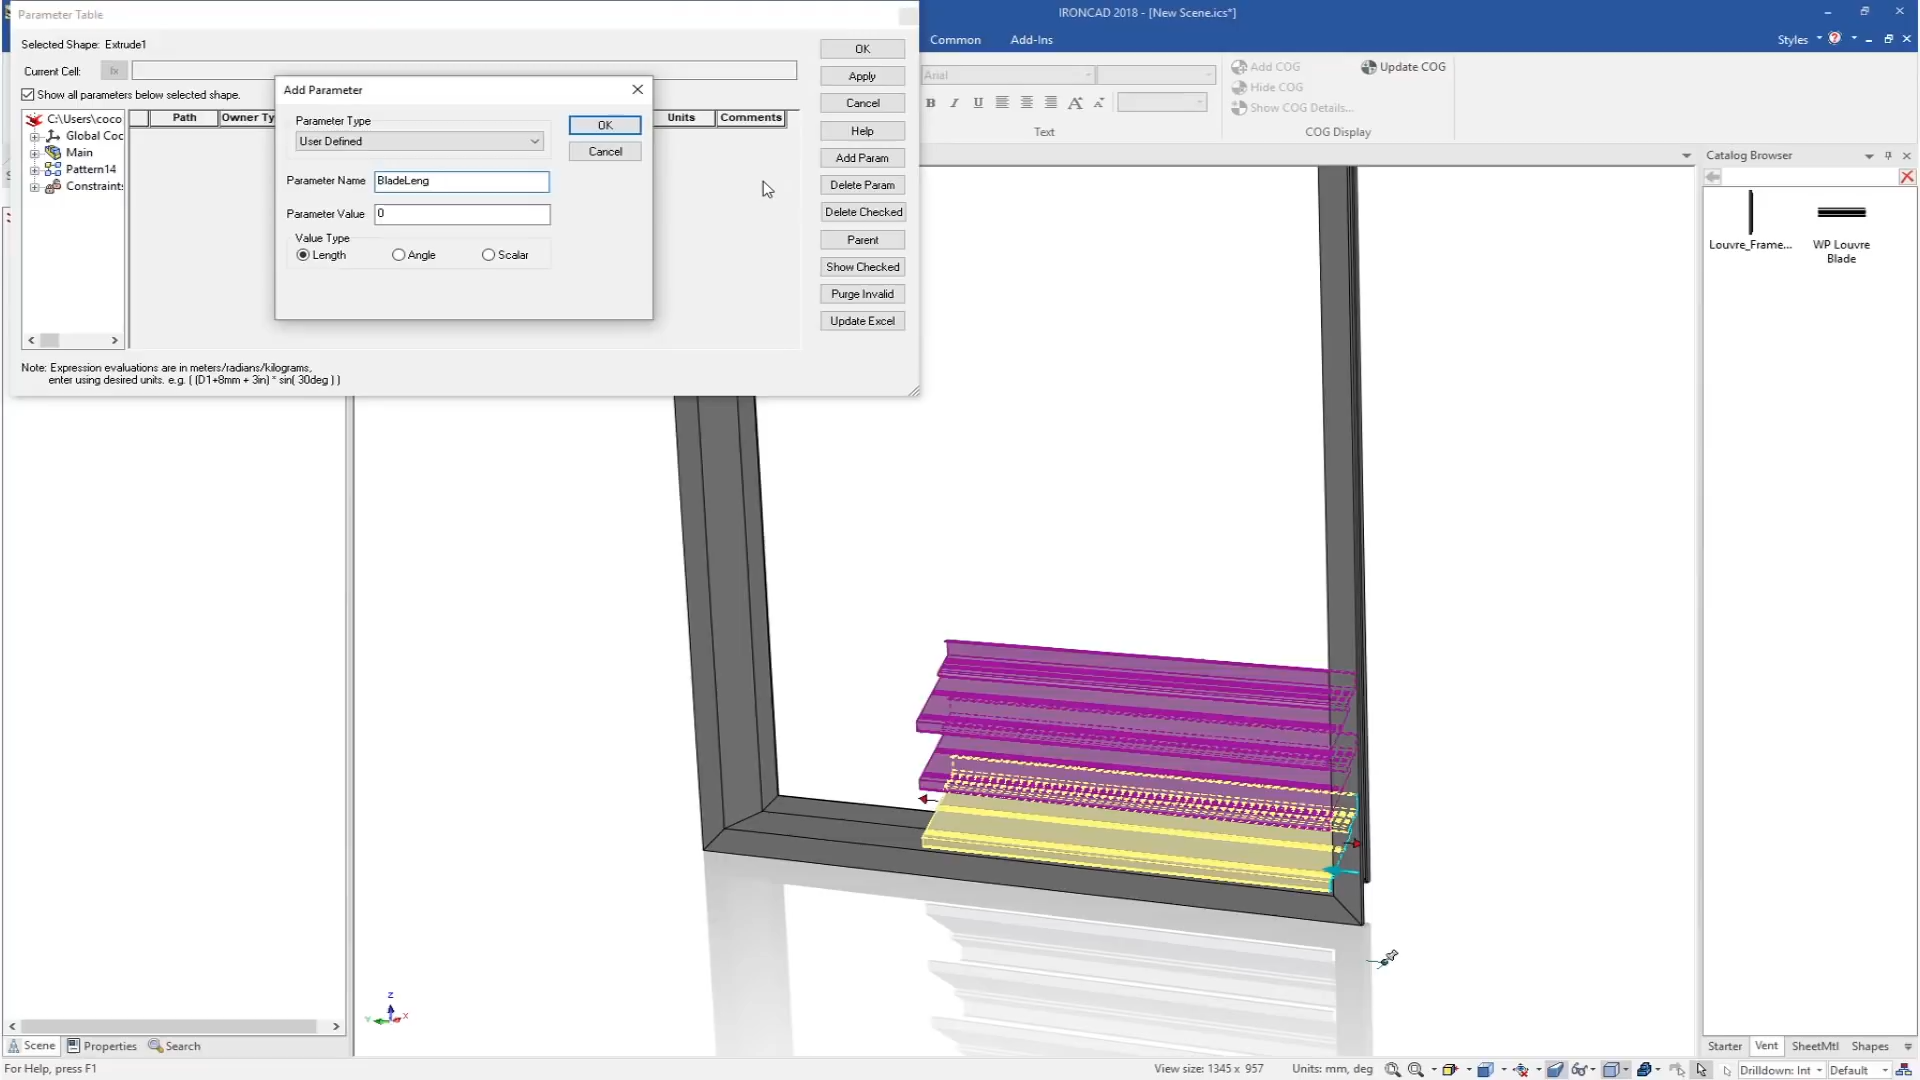 Parameter Table
IRONCAD 2018 - [New Scene.ics*]
Common
Add-Ins
Styles
Selected Shape: Extrude1
Current Cell:
fx
Show all parameters below selected shape.
C:\Users\coco
Global Coc
Main
Pattern14
Constraints
Path
Owner Ty
Units
Comments
Add Parameter
Parameter Type
User Defined
OK
Cancel
Parameter Name
BladeLeng
Parameter Value
0
Value Type
Length
Angle
Scalar
OK
Apply
Cancel
Help
Add Param
Delete Param
Delete Checked
Parent
Show Checked
Purge Invalid
Update Excel
Note: Expression evaluations are in meters/radians/kilograms,
enter using desired units. e.g. ( (D1+8mm + 3in) * sin( 30deg ) )
Arial
B I U
A A
Text
Add COG
Update COG
Hide COG
Show COG Details...
COG Display
Catalog Browser
Louvre_Frame...
WP Louvre
Blade
Z
Y
X
Scene
Properties
Search
Starter
Vent
SheetMtl
Shapes
For Help, press F1
View size: 1345 x 957
Units: mm, deg
Drilldown: Int
Default